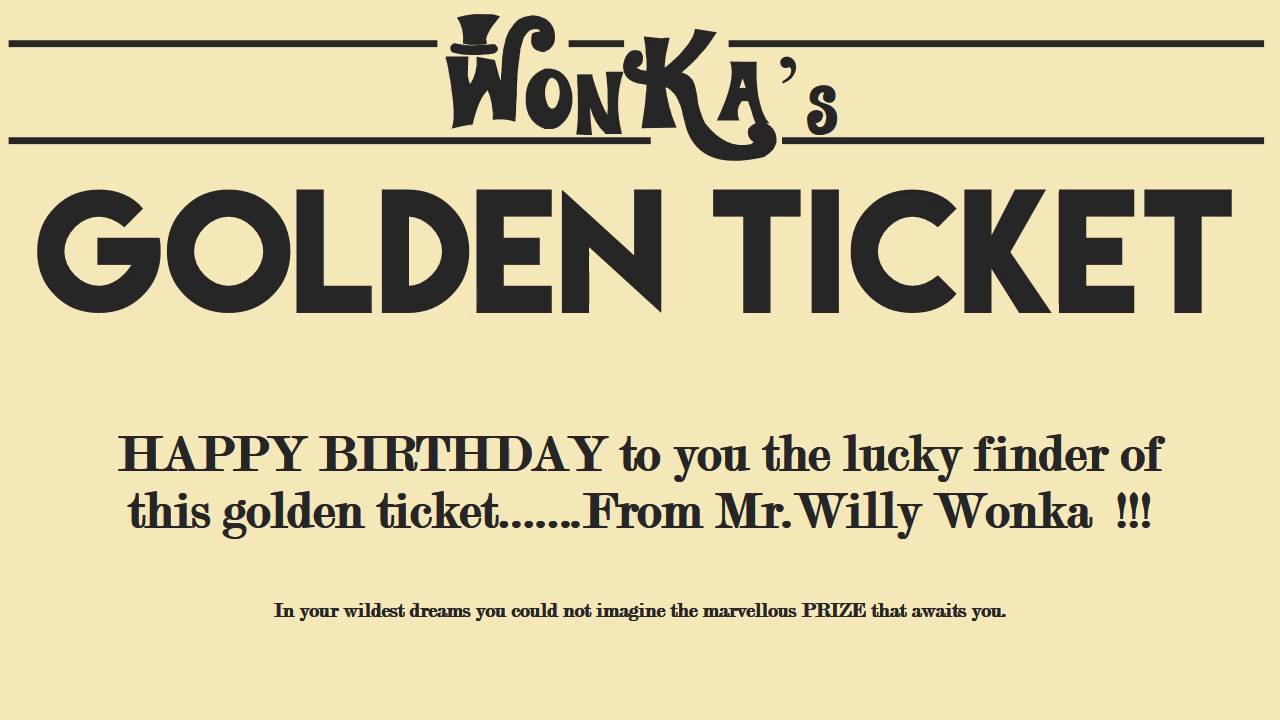 WonKa's
GOLDEN TICKET
HAPPY BIRTHDAY to you the lucky finder of
this golden ticket.......From Mr.Willy Wonka !!!
In your wildest dreams you could not imagine the marvellous PRIZE that awaits you.